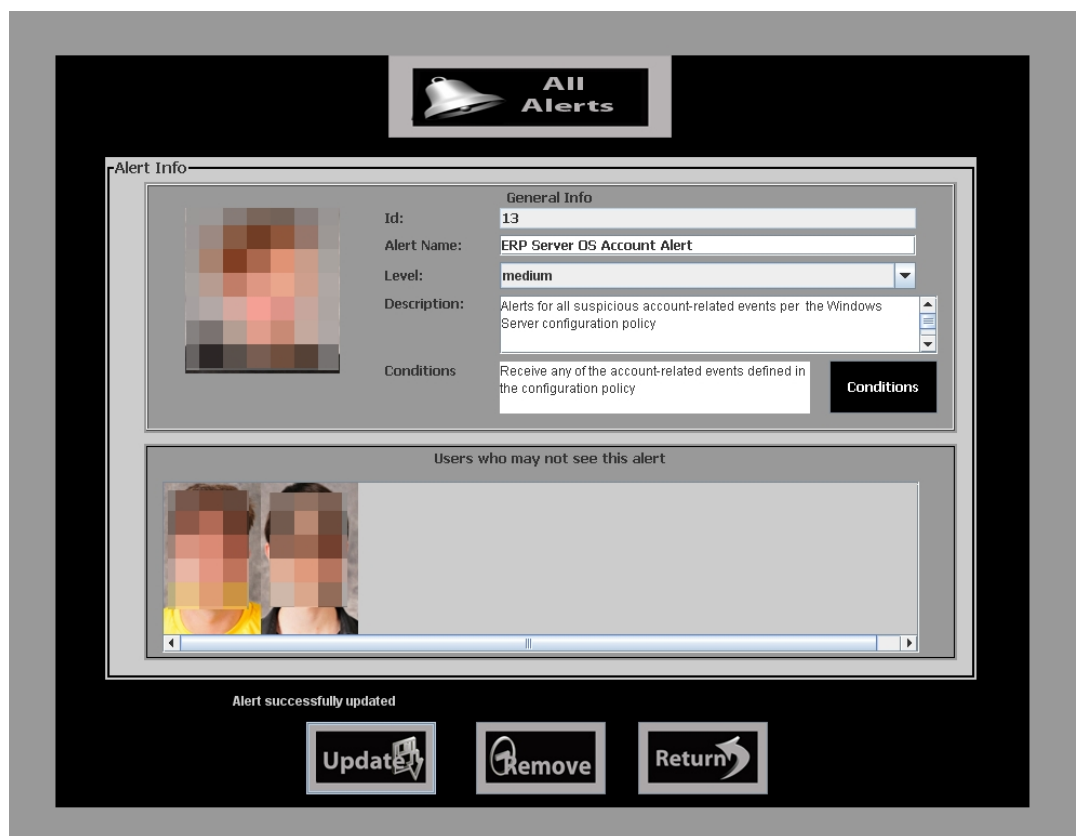 All
Alerts
Alert Info
General Info
Id:
13
Alert Name:
ERP Server OS Account Alert
Level:
medium
Description:
Alerts for all suspicious account-related events per the Windows
Server configuration policy
Conditions
Receive any of the account-related events defined in
the configuration policy
Conditions
Users who may not see this alert
Alert successfully updated
Update
Remove
Return